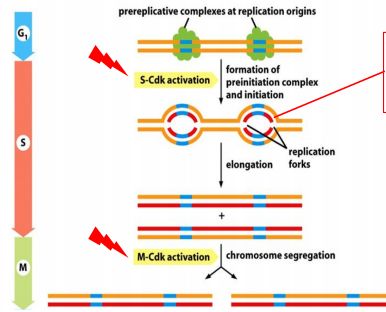 prereplicative complexes at replication origins
G₁
S-Cdk activation
formation of
preinitiation complex
and initiation
S
replication
forks
elongation
+
M-Cdk activation
chromosome segregation
M